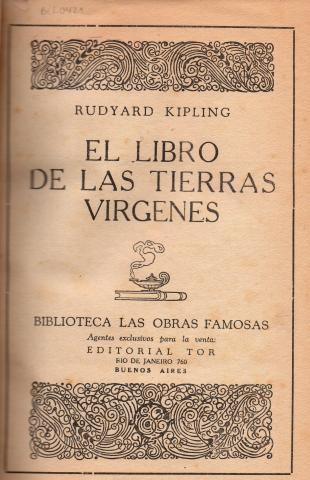 RUDYARD KIPLING
EL LIBRO
DE LAS TIERRAS
VIRGENES
BIBLIOTECA LAS OBRAS FAMOSAS
Agentes exclusivos para la venta:
EDITORIAL TOR
RIO DE JANEIRO 760
BUENOS AIRES